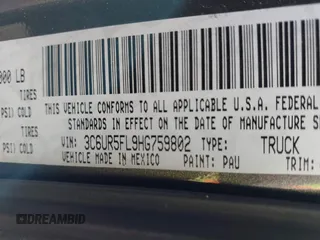 000 LB
TIRES
PSI) COLD
TIRES
PSI) COLD
THIS VEHICLE CONFORMS TO ALL APPLICABLE U.S.A. FEDERAL
STANDARDS IN EFFECT ON THE DATE OF MANUFACTURE
VIN: 3C6UR5FL9HG759802 TYPE: TRUCK
VEHICLE MADE IN MEXICO PAINT: PAU TRIM:
DREAMBID